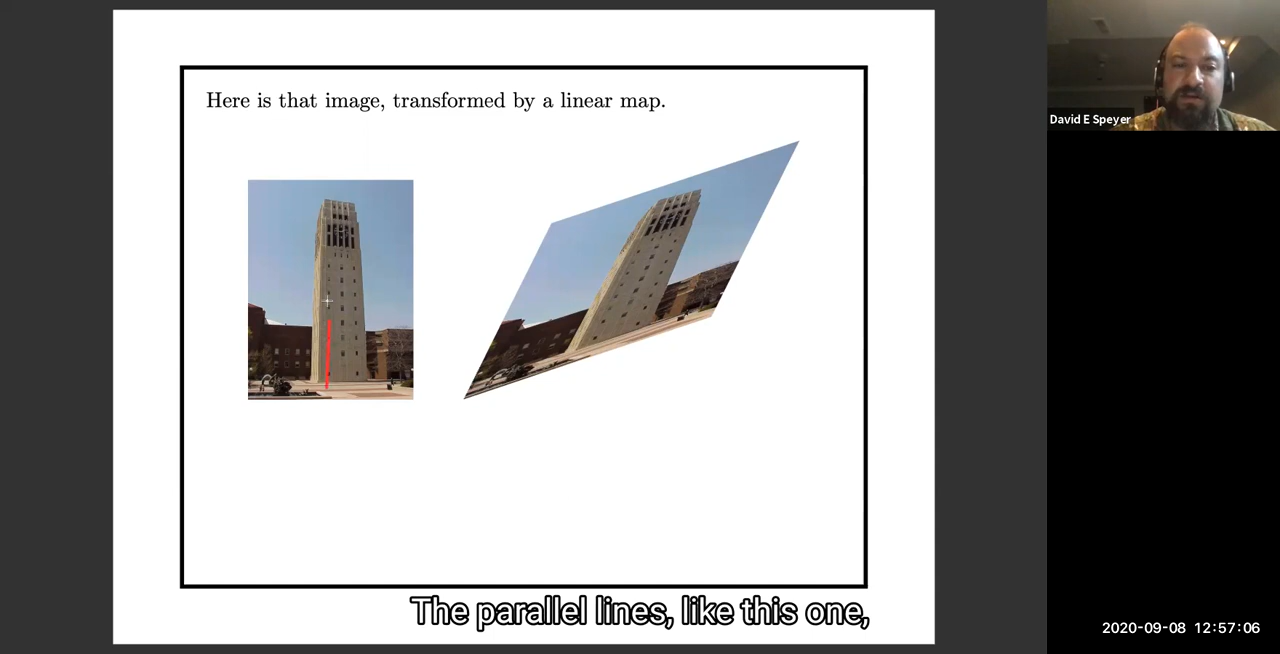 Here is that image, transformed by a linear map.
David E Speyer
The parallel lines, like this one,
2020-09-08 12:57:06